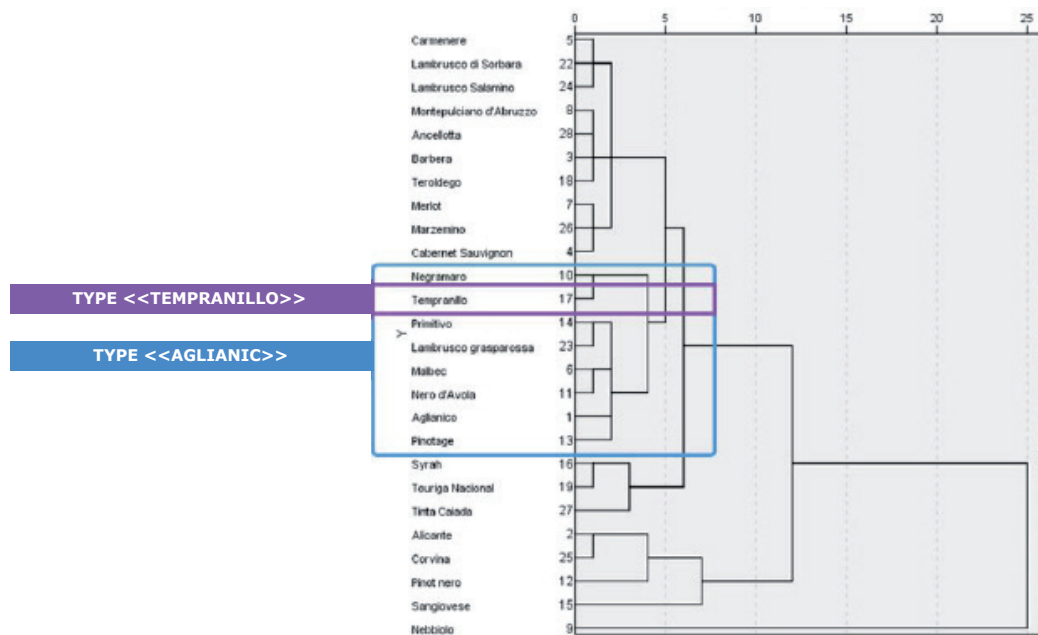 0 5 10 15 20 25
Carmenere 5
Lambrusco di Sorbara 22
Lambrusco Salamino 24
Montepulciano d'Abruzzo 8
Ancellotta 28
Barbera 3
Teroldego 18
Merlot 7
Marzemino 26
Cabernet Sauvignon 4
Negramaro 10
TYPE <<TEMPRANILLO>> Tempranillo 17
Primitivo 14
Y
TYPE <<AGLIANIC>> Lambrusco grasparossa 23
Malbec 6
Nero d'Avola 11
Aglianico 1
Pinotage 13
Syrah 16
Touriga Nacional 19
Tinta Caiada 27
Alicante 2
Corvina 25
Pinot nero 12
Sangiovese 15
Nebbiolo 9